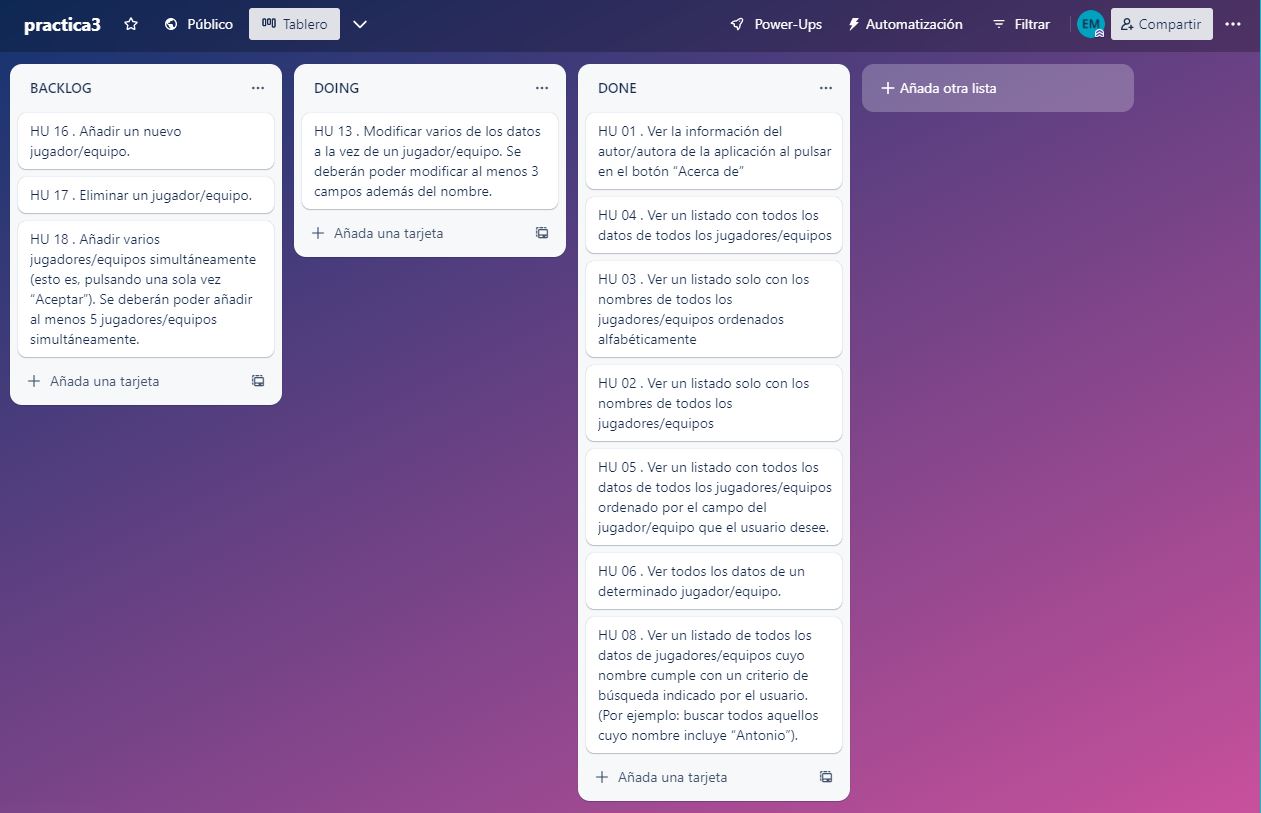 practica3
Público
Tablero
Power-Ups
Automatización
Filtrar
EM
Compartir
BACKLOG
HU 16 . Añadir un nuevo
jugador/equipo.
HU 17 . Eliminar un jugador/equipo.
HU 18 . Añadir varios
jugadores/equipos simultáneamente
(esto es, pulsando una sola vez
“Aceptar”). Se deberán poder añadir
al menos 5 jugadores/equipos
simultáneamente.
Añada una tarjeta
DOING
HU 13 . Modificar varios de los datos
a la vez de un jugador/equipo. Se
deberán poder modificar al menos 3
campos además del nombre.
Añada una tarjeta
DONE
HU 01 . Ver la información del
autor/autora de la aplicación al pulsar
en el botón “Acerca de”
HU 04 . Ver un listado con todos los
datos de todos los jugadores/equipos
HU 03 . Ver un listado solo con los
nombres de todos los
jugadores/equipos ordenados
alfabéticamente
HU 02 . Ver un listado solo con los
nombres de todos los
jugadores/equipos
HU 05 . Ver un listado con todos los
datos de todos los jugadores/equipos
ordenado por el campo del
jugador/equipo que el usuario desee.
HU 06 . Ver todos los datos de un
determinado jugador/equipo.
HU 08 . Ver un listado de todos los
datos de jugadores/equipos cuyo
nombre cumple con un criterio de
búsqueda indicado por el usuario.
(Por ejemplo: buscar todos aquellos
cuyo nombre incluye “Antonio”).
Añada una tarjeta
Añada otra lista